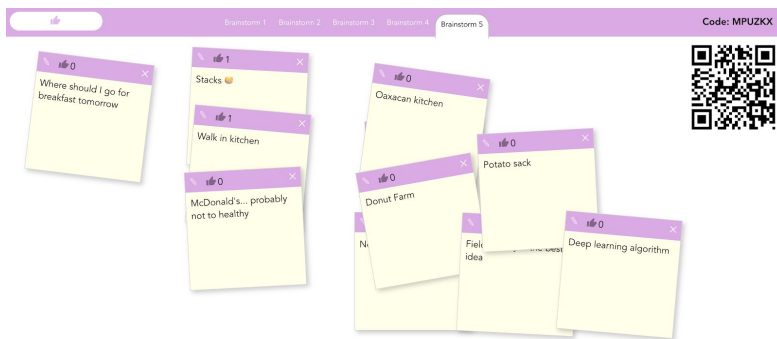 Brainstorm 1 Brainstorm 2 Brainstorm 3 Brainstorm 4 Brainstorm 5
Code: MPUZKX
0
Where should I go for
breakfast tomorrow
1
Stacks 🥞
1
Walk in kitchen
0
McDonald's... probably
not to healthy
0
Oaxacan kitchen
0
Donut Farm
0
Potato sack
best
idea
0
Deep learning algorithm